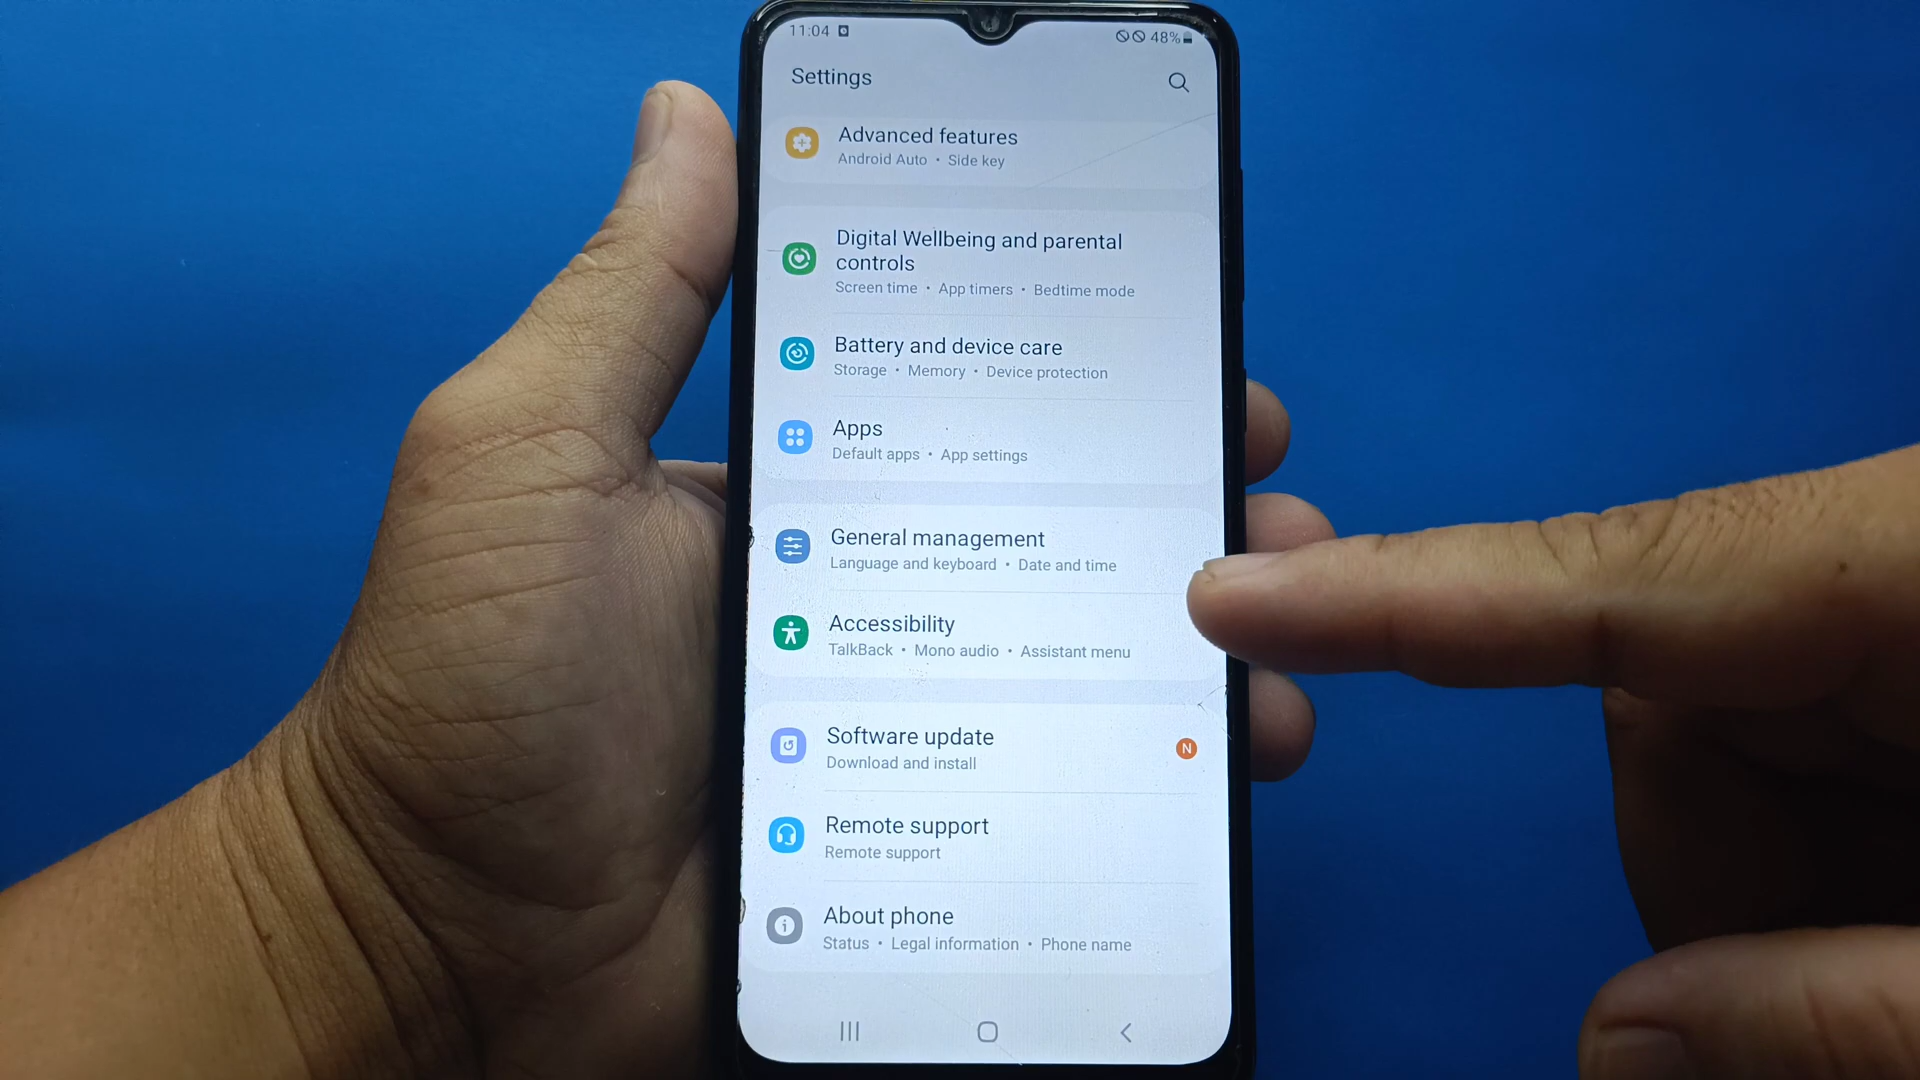 11:04
48%
Settings
Advanced features
Android Auto • Side key
Digital Wellbeing and parental
controls
Screen time • App timers • Bedtime mode
Battery and device care
Storage • Memory • Device protection
Apps
Default apps • App settings
General management
Language and keyboard • Date and time
Accessibility
TalkBack • Mono audio • Assistant menu
Software update
N
Download and install
Remote support
Remote support
About phone
Status • Legal information • Phone name